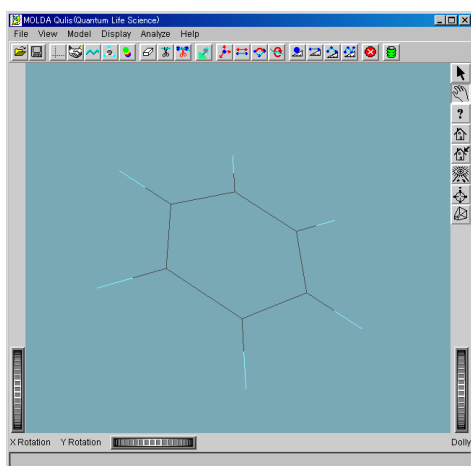 MOLDA Qulis(Quantum Life Science)
File View Model Display Analyze Help
?
X Rotation Y Rotation Dolly